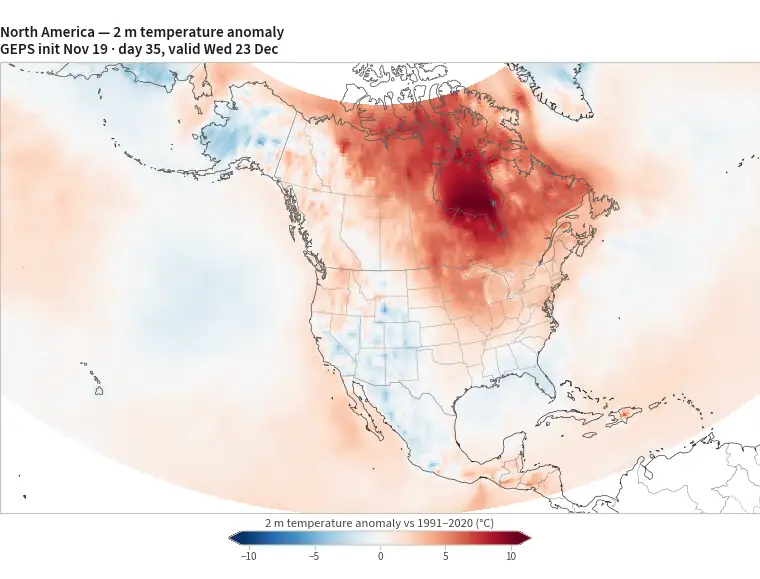 North America — 2 m temperature anomaly
GEPS init Nov 19 · day 35, valid Wed 23 Dec
2 m temperature anomaly vs 1991–2020 (°C)
−10 −5 0 5 10